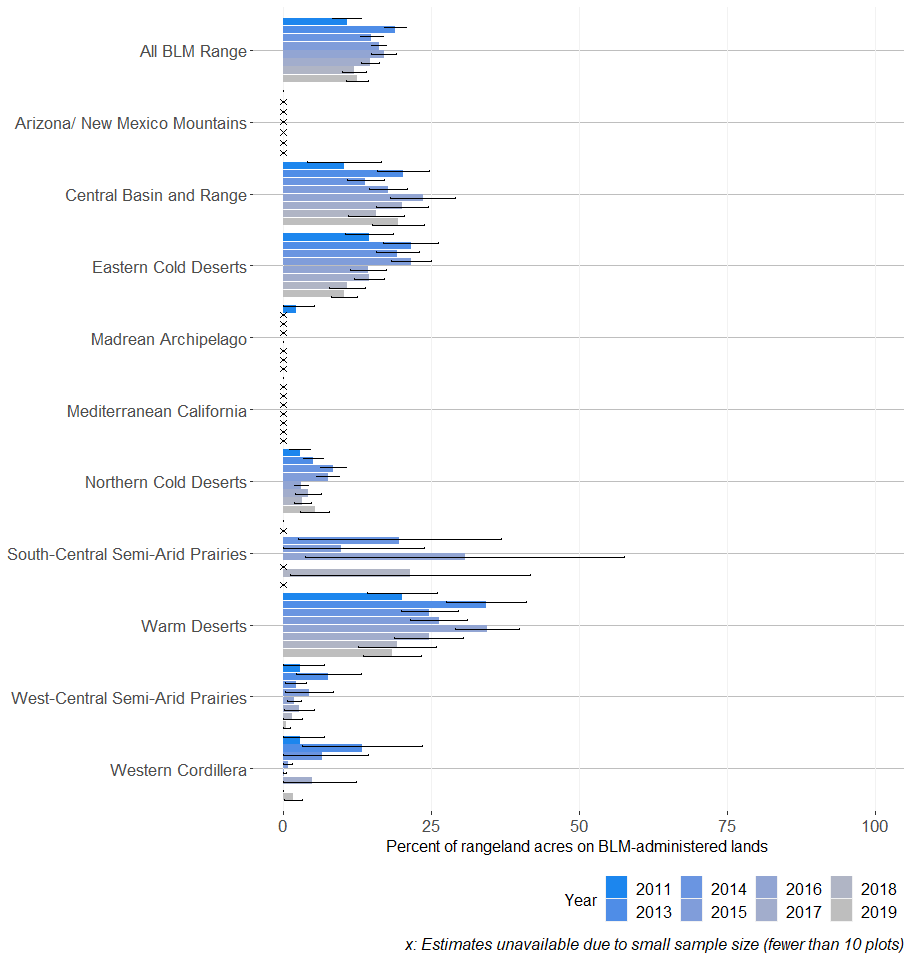 All BLM Range
Arizona/ New Mexico Mountains
Central Basin and Range
Eastern Cold Deserts
Madrean Archipelago
Mediterranean California
Northern Cold Deserts
South-Central Semi-Arid Prairies
Warm Deserts
West-Central Semi-Arid Prairies
Western Cordillera
0 25 50 75 100
Percent of rangeland acres on BLM-administered lands
Year
2011 2014 2016 2018
2013 2015 2017 2019
x: Estimates unavailable due to small sample size (fewer than 10 plots)